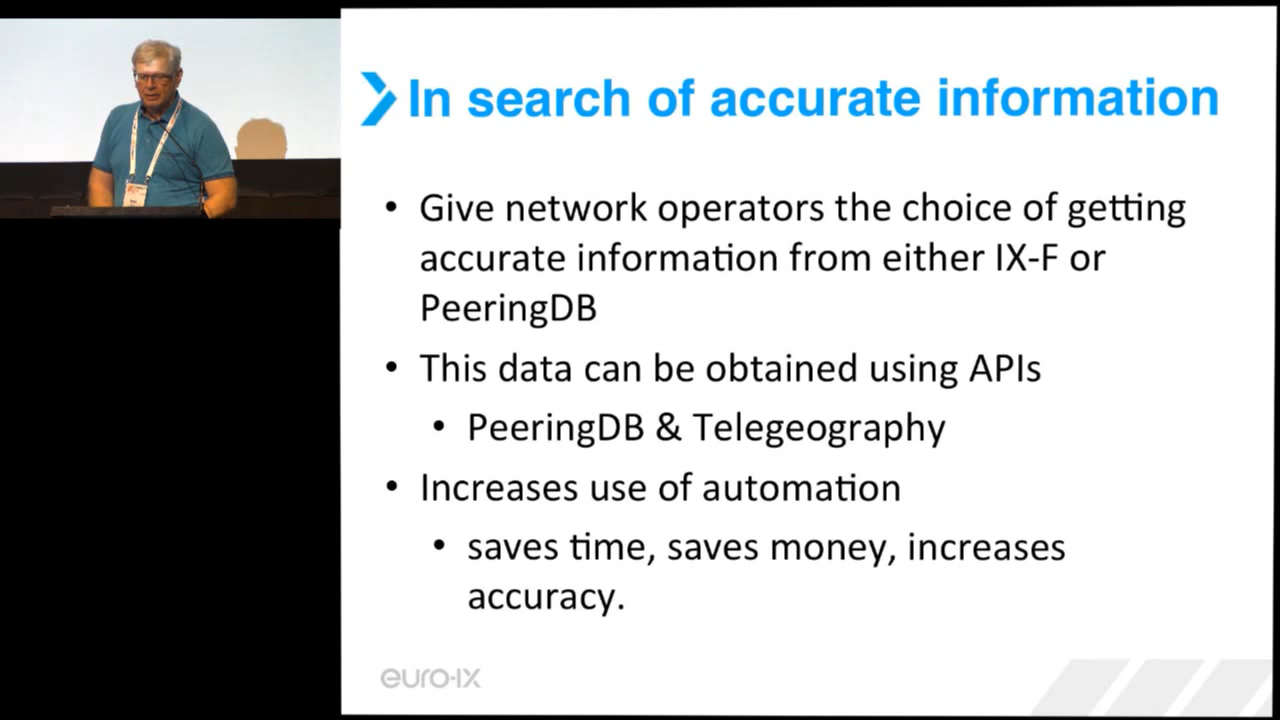 In search of accurate information
• Give network operators the choice of getting
accurate information from either IX-F or
PeeringDB
• This data can be obtained using APIs
• PeeringDB & Telegeography
• Increases use of automation
• saves time, saves money, increases
accuracy.
euro-ix